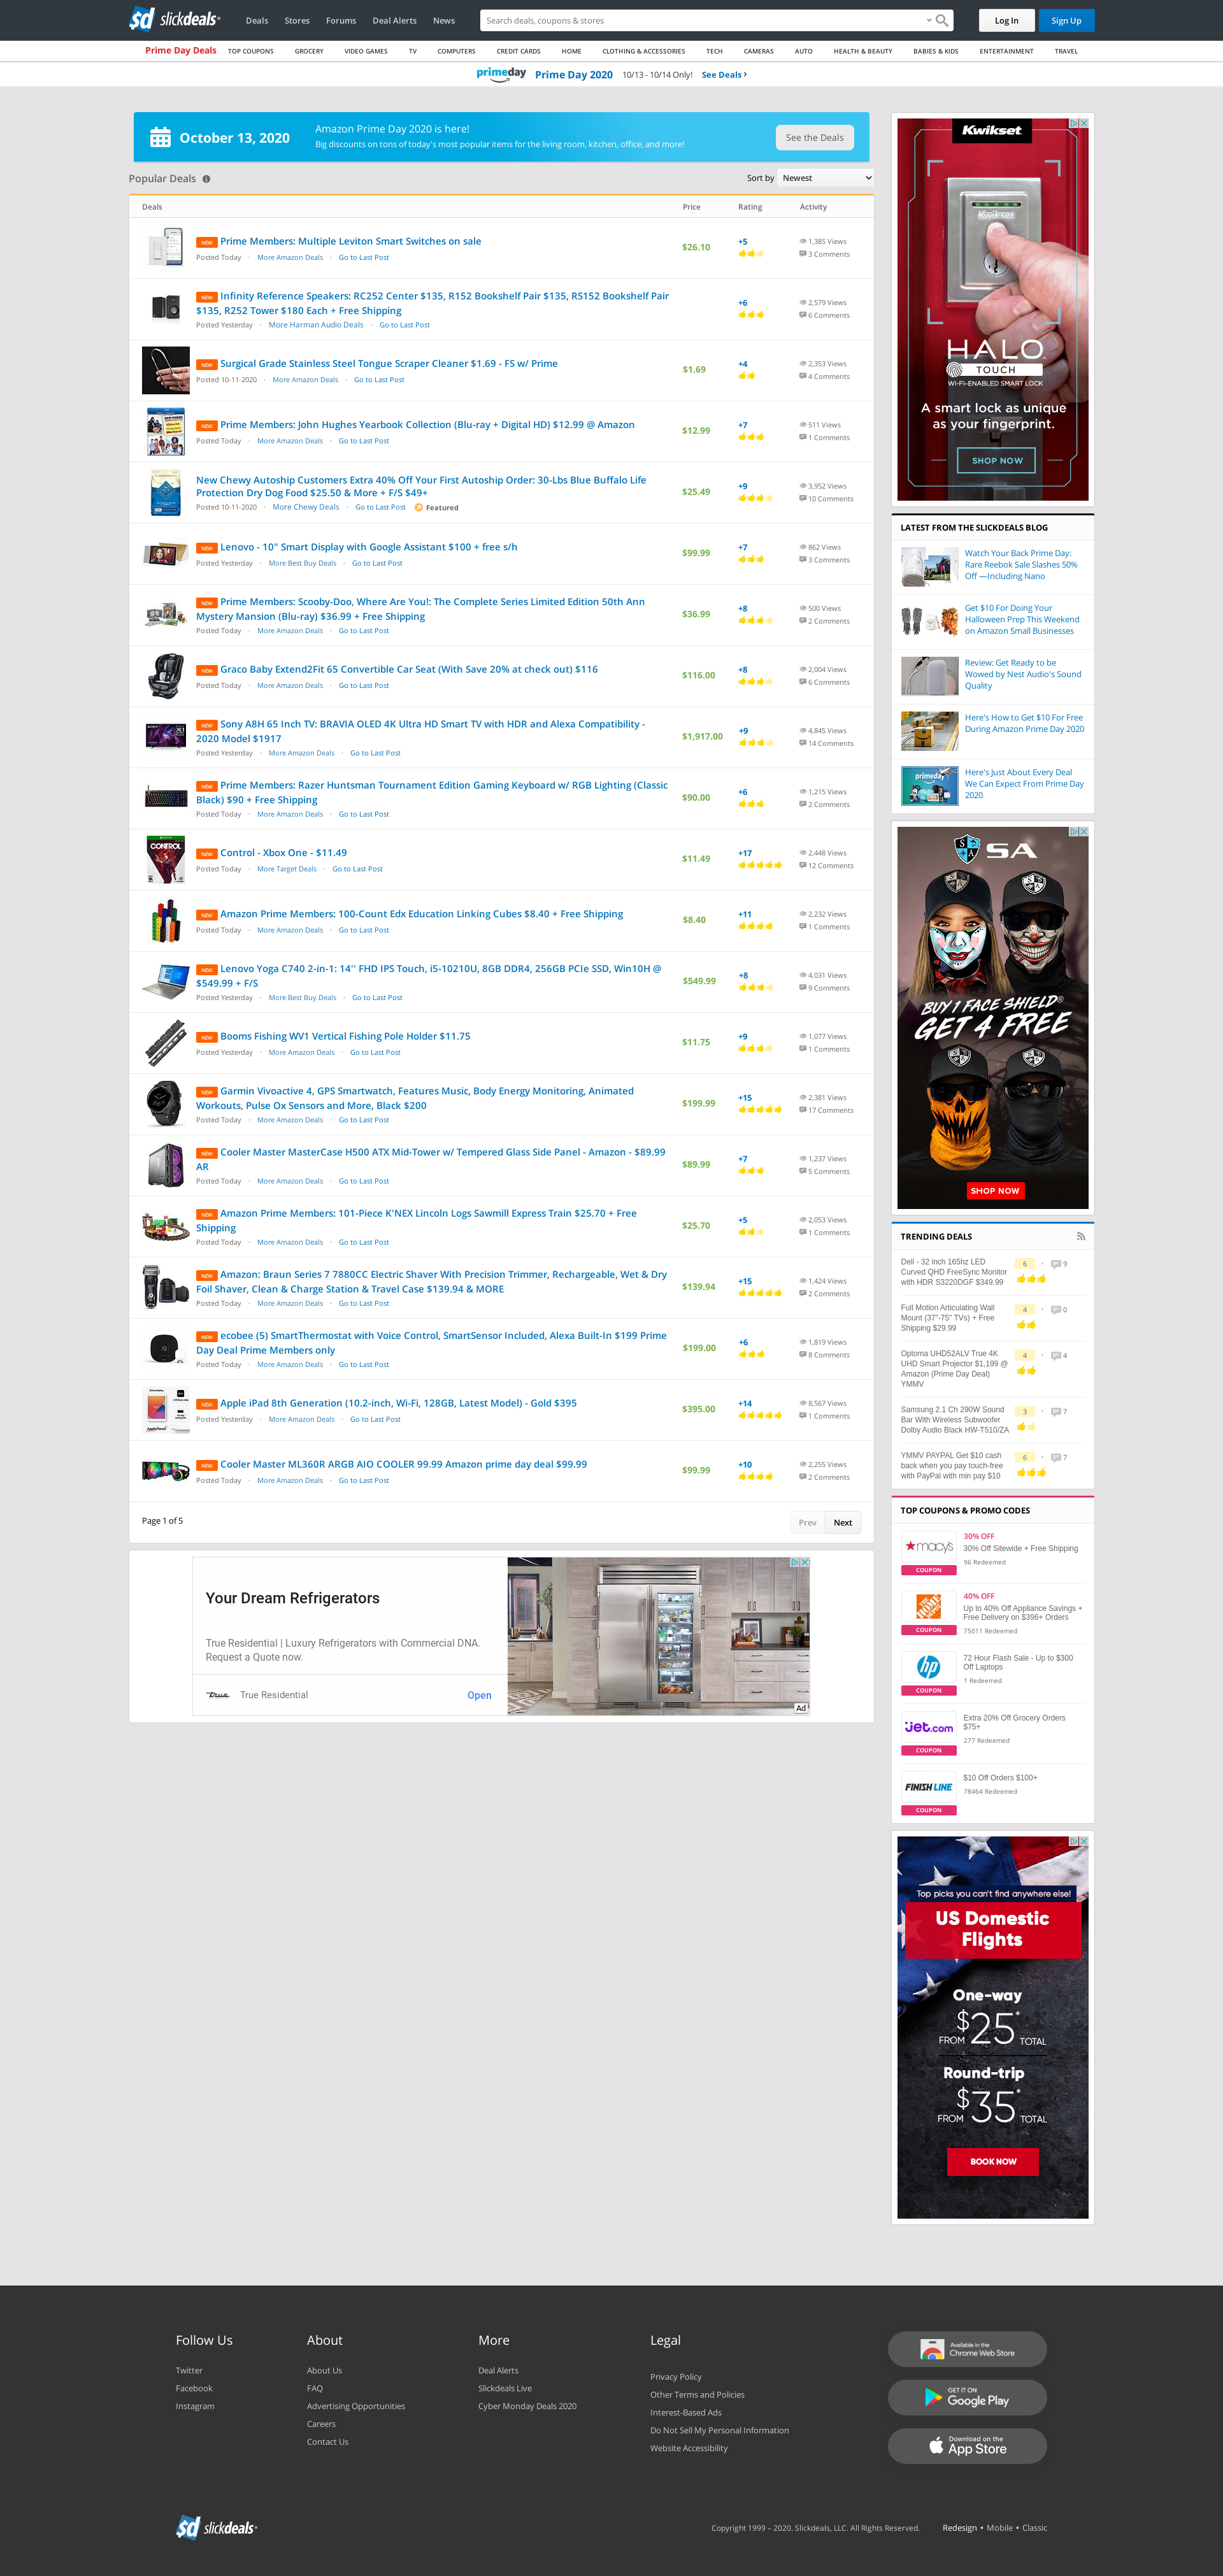 slickdeals
Deals
Stores
Forums
Deal Alerts
News
Search deals, coupons & stores
Log In
Sign Up
Prime Day Deals
TOP COUPONS
GROCERY
VIDEO GAMES
TV
COMPUTERS
CREDIT CARDS
HOME
CLOTHING & ACCESSORIES
TECH
CAMERAS
AUTO
HEALTH & BEAUTY
BABIES & KIDS
ENTERTAINMENT
TRAVEL
primeday
Prime Day 2020
10/13 - 10/14 Only!
See Deals
October 13, 2020
Amazon Prime Day 2020 is here!
Big discounts on tons of today's most popular items for the living room, kitchen, office, and more!
See the Deals
Popular Deals
Sort by Newest
Deals Price Rating Activity
NEW Prime Members: Multiple Leviton Smart Switches on sale
Posted Today · More Amazon Deals · Go to Last Post
$26.10
+5
1,385 Views
3 Comments
NEW Infinity Reference Speakers: RC252 Center $135, R152 Bookshelf Pair $135, RS152 Bookshelf Pair
$135, R252 Tower $180 Each + Free Shipping
Posted Yesterday · More Harman Audio Deals · Go to Last Post
+6
2,579 Views
6 Comments
NEW Surgical Grade Stainless Steel Tongue Scraper Cleaner $1.69 - FS w/ Prime
Posted 10-11-2020 · More Amazon Deals · Go to Last Post
$1.69
+4
2,353 Views
4 Comments
NEW Prime Members: John Hughes Yearbook Collection (Blu-ray + Digital HD) $12.99 @ Amazon
Posted Today · More Amazon Deals · Go to Last Post
$12.99
+7
511 Views
1 Comments
New Chewy Autoship Customers Extra 40% Off Your First Autoship Order: 30-Lbs Blue Buffalo Life
Protection Dry Dog Food $25.50 & More + F/S $49+
Posted 10-11-2020 · More Chewy Deals · Go to Last Post Featured
$25.49
+9
3,952 Views
10 Comments
NEW Lenovo - 10" Smart Display with Google Assistant $100 + free s/h
Posted Yesterday · More Best Buy Deals · Go to Last Post
$99.99
+7
862 Views
3 Comments
NEW Prime Members: Scooby-Doo, Where Are You!: The Complete Series Limited Edition 50th Ann
Mystery Mansion (Blu-ray) $36.99 + Free Shipping
Posted Today · More Amazon Deals · Go to Last Post
$36.99
+8
500 Views
2 Comments
NEW Graco Baby Extend2Fit 65 Convertible Car Seat (With Save 20% at check out) $116
Posted Today · More Amazon Deals · Go to Last Post
$116.00
+8
2,004 Views
6 Comments
NEW Sony A8H 65 Inch TV: BRAVIA OLED 4K Ultra HD Smart TV with HDR and Alexa Compatibility -
2020 Model $1917
Posted Yesterday · More Amazon Deals · Go to Last Post
$1,917.00
+9
4,845 Views
14 Comments
NEW Prime Members: Razer Huntsman Tournament Edition Gaming Keyboard w/ RGB Lighting (Classic
Black) $90 + Free Shipping
Posted Today · More Amazon Deals · Go to Last Post
$90.00
+6
1,215 Views
2 Comments
CONTROL
NEW Control - Xbox One - $11.49
Posted Today · More Target Deals · Go to Last Post
$11.49
+17
2,448 Views
12 Comments
NEW Amazon Prime Members: 100-Count Edx Education Linking Cubes $8.40 + Free Shipping
Posted Today · More Amazon Deals · Go to Last Post
$8.40
+11
2,232 Views
1 Comments
NEW Lenovo Yoga C740 2-in-1: 14'' FHD IPS Touch, i5-10210U, 8GB DDR4, 256GB PCIe SSD, Win10H @
$549.99 + F/S
Posted Yesterday · More Best Buy Deals · Go to Last Post
$549.99
+8
4,031 Views
9 Comments
NEW Booms Fishing WV1 Vertical Fishing Pole Holder $11.75
Posted Yesterday · More Amazon Deals · Go to Last Post
$11.75
+9
1,077 Views
1 Comments
NEW Garmin Vivoactive 4, GPS Smartwatch, Features Music, Body Energy Monitoring, Animated
Workouts, Pulse Ox Sensors and More, Black $200
Posted Today · More Amazon Deals · Go to Last Post
$199.99
+15
2,381 Views
17 Comments
NEW Cooler Master MasterCase H500 ATX Mid-Tower w/ Tempered Glass Side Panel - Amazon - $89.99
AR
Posted Today · More Amazon Deals · Go to Last Post
$89.99
+7
1,237 Views
5 Comments
NEW Amazon Prime Members: 101-Piece K'NEX Lincoln Logs Sawmill Express Train $25.70 + Free
Shipping
Posted Today · More Amazon Deals · Go to Last Post
$25.70
+5
2,053 Views
1 Comments
NEW Amazon: Braun Series 7 7880CC Electric Shaver With Precision Trimmer, Rechargeable, Wet & Dry
Foil Shaver, Clean & Charge Station & Travel Case $139.94 & MORE
Posted Today · More Amazon Deals · Go to Last Post
$139.94
+15
1,424 Views
2 Comments
NEW ecobee (5) SmartThermostat with Voice Control, SmartSensor Included, Alexa Built-In $199 Prime
Day Deal Prime Members only
Posted Today · More Amazon Deals · Go to Last Post
$199.00
+6
1,819 Views
8 Comments
NEW Apple iPad 8th Generation (10.2-inch, Wi-Fi, 128GB, Latest Model) - Gold $395
Posted Yesterday · More Amazon Deals · Go to Last Post
$395.00
+14
8,567 Views
1 Comments
NEW Cooler Master ML360R ARGB AIO COOLER 99.99 Amazon prime day deal $99.99
Posted Today · More Amazon Deals · Go to Last Post
$99.99
+10
2,255 Views
2 Comments
Page 1 of 5
Prev
Next
Your Dream Refrigerators
True Residential | Luxury Refrigerators with Commercial DNA.
Request a Quote now.
True
True Residential
Open
Ad
Kwikset
Kwikset
HALO
TOUCH
WI-FI-ENABLED SMART LOCK
A smart lock as unique
as your fingerprint.
SHOP NOW
LATEST FROM THE SLICKDEALS BLOG
Watch Your Back Prime Day:
Rare Reebok Sale Slashes 50%
Off —Including Nano
Get $10 For Doing Your
Halloween Prep This Weekend
on Amazon Small Businesses
Review: Get Ready to be
Wowed by Nest Audio's Sound
Quality
Here's How to Get $10 For Free
During Amazon Prime Day 2020
primeday
Here's Just About Every Deal
We Can Expect From Prime Day
2020
SA
BUY 1 FACE SHIELD®
GET 4 FREE
SHOP NOW
TRENDING DEALS
Dell - 32 inch 165hz LED
Curved QHD FreeSync Monitor
with HDR S3220DGF $349.99
6 · 9
Full Motion Articulating Wall
Mount (37"-75" TVs) + Free
Shipping $29.99
4 · 0
Optoma UHD52ALV True 4K
UHD Smart Projector $1,199 @
Amazon (Prime Day Deal)
YMMV
4 · 4
Samsung 2.1 Ch 290W Sound
Bar With Wireless Subwoofer
Dolby Audio Black HW-T510/ZA
3 · 7
YMMV PAYPAL Get $10 cash
back when you pay touch-free
with PayPal with min pay $10
6 · 7
TOP COUPONS & PROMO CODES
macy's
COUPON
30% OFF
30% Off Sitewide + Free Shipping
96 Redeemed
COUPON
40% OFF
Up to 40% Off Appliance Savings +
Free Delivery on $396+ Orders
75011 Redeemed
hp
COUPON
72 Hour Flash Sale - Up to $300
Off Laptops
1 Redeemed
jet.com
COUPON
Extra 20% Off Grocery Orders
$75+
277 Redeemed
FINISH LINE
COUPON
$10 Off Orders $100+
78464 Redeemed
Top picks you can't find anywhere else!
US Domestic
Flights
One-way
FROM $25 TOTAL
Round-trip
FROM $35 TOTAL
BOOK NOW
Follow Us
Twitter
Facebook
Instagram
About
About Us
FAQ
Advertising Opportunities
Careers
Contact Us
More
Deal Alerts
Slickdeals Live
Cyber Monday Deals 2020
Legal
Privacy Policy
Other Terms and Policies
Interest-Based Ads
Do Not Sell My Personal Information
Website Accessibility
Available in the
Chrome Web Store
GET IT ON
Google Play
Download on the
App Store
slickdeals
Copyright 1999 – 2020. Slickdeals, LLC. All Rights Reserved.
Redesign • Mobile • Classic